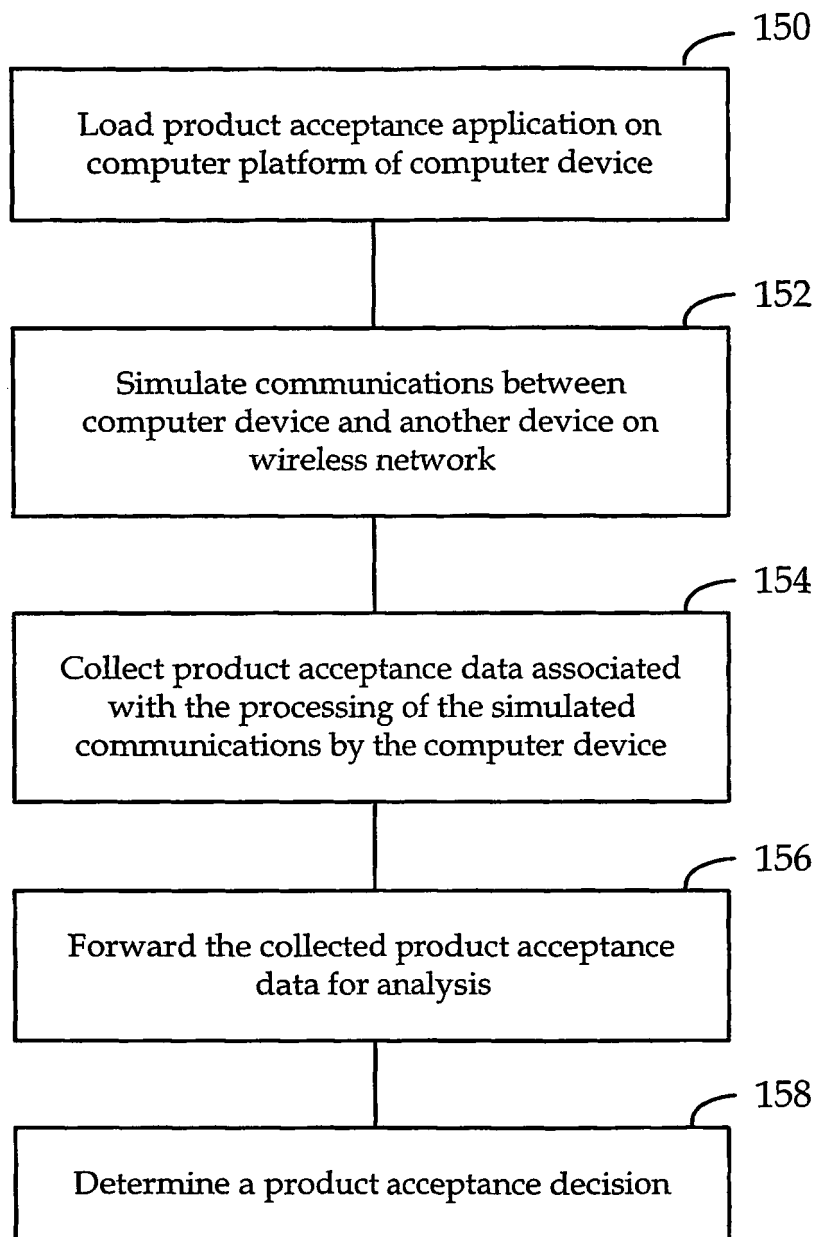 150
Load product acceptance application on
computer platform of computer device
152
Simulate communications between
computer device and another device on
wireless network
154
Collect product acceptance data associated
with the processing of the simulated
communications by the computer device
156
Forward the collected product acceptance
data for analysis
158
Determine a product acceptance decision